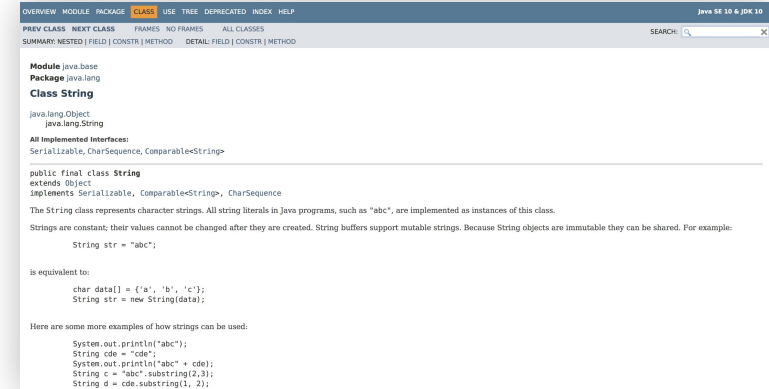 OVERVIEW MODULE PACKAGE CLASS USE TREE DEPRECATED INDEX HELP
Java SE 10 & JDK 10
PREV CLASS NEXT CLASS FRAMES NO FRAMES ALL CLASSES
SEARCH:
SUMMARY: NESTED | FIELD | CONSTR | METHOD DETAIL: FIELD | CONSTR | METHOD
Module java.base
Package java.lang
Class String
java.lang.Object
java.lang.String
All Implemented Interfaces:
Serializable, CharSequence, Comparable<String>
public final class String
extends Object
implements Serializable, Comparable<String>, CharSequence
The String class represents character strings. All string literals in Java programs, such as "abc", are implemented as instances of this class.
Strings are constant; their values cannot be changed after they are created. String buffers support mutable strings. Because String objects are immutable they can be shared. For example:
String str = "abc";
is equivalent to:
char data[] = {'a', 'b', 'c'};
String str = new String(data);
Here are some more examples of how strings can be used:
System.out.println("abc");
String cde = "cde";
System.out.println("abc" + cde);
String c = "abc".substring(2,3);
String d = cde.substring(1, 2);